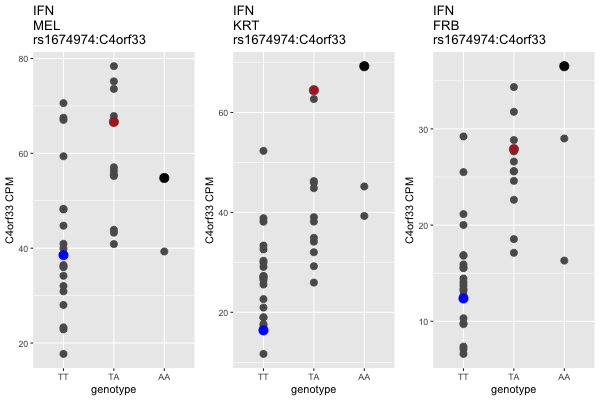 IFN
MEL
rs1674974:C4orf33
80
60
40
20
C4orf33 CPM
TT TA AA
genotype
IFN
KRT
rs1674974:C4orf33
60
40
20
C4orf33 CPM
TT TA AA
genotype
IFN
FRB
rs1674974:C4orf33
30
20
10
C4orf33 CPM
TT TA AA
genotype